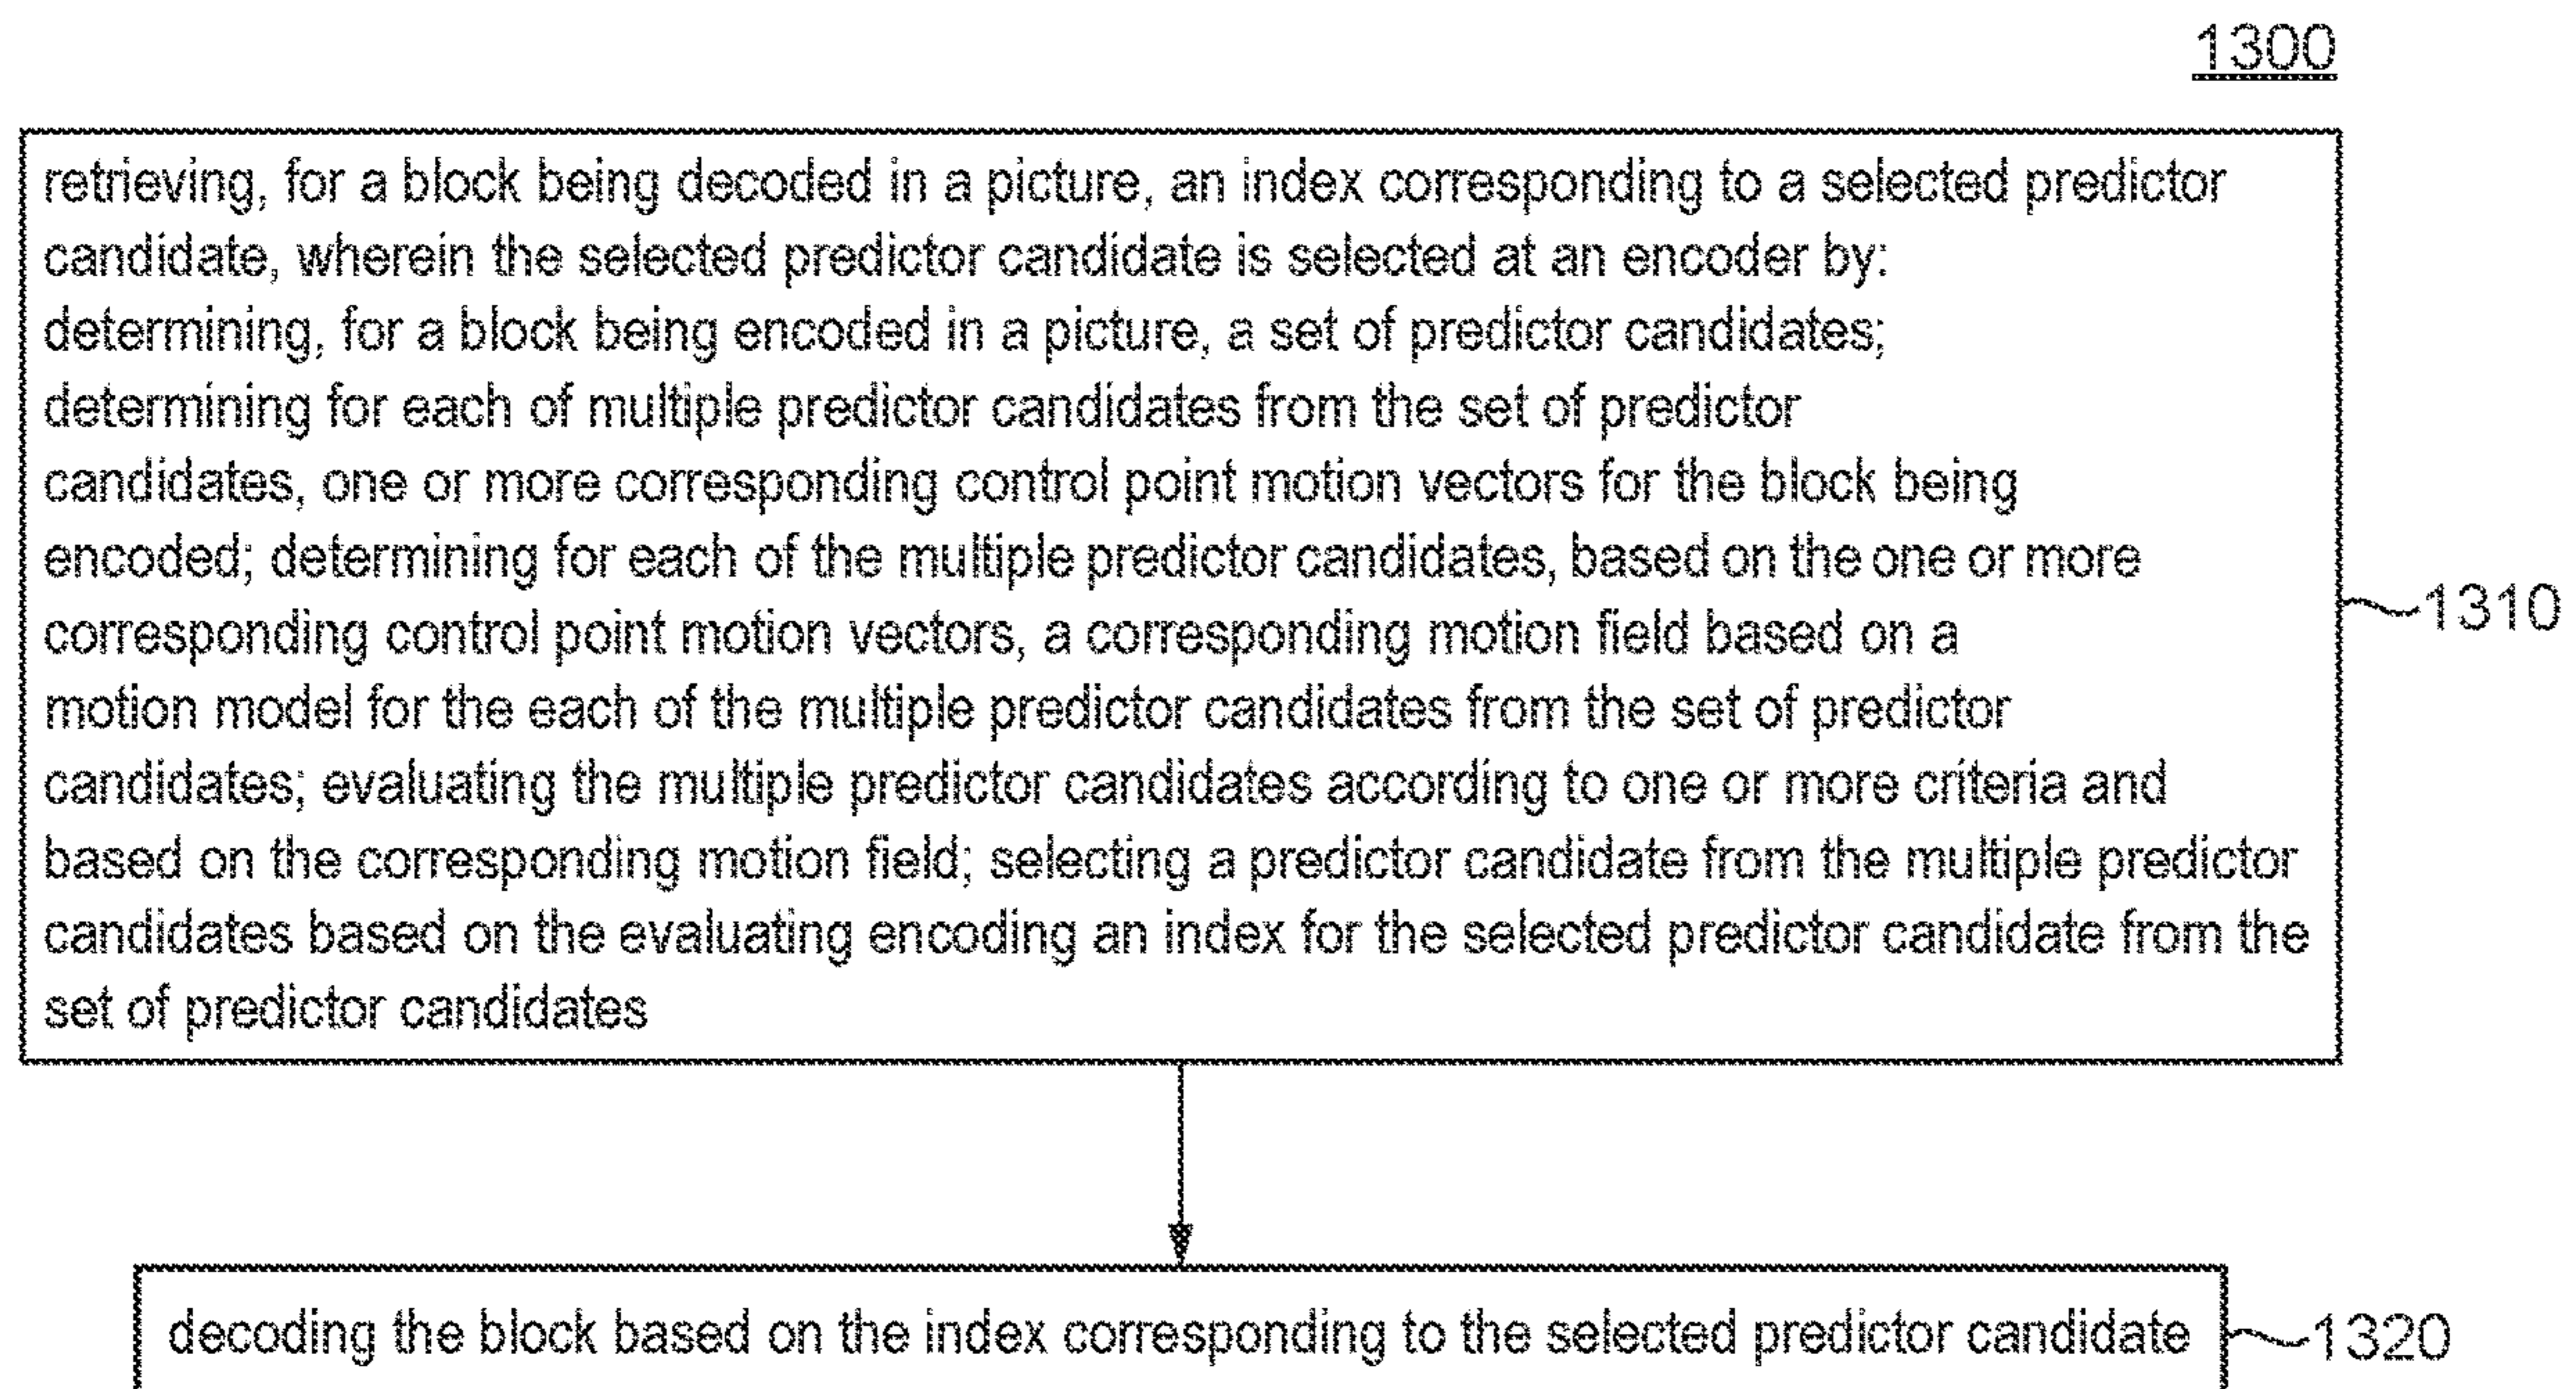 1300
retrieving, for a block being decoded in a picture, an index corresponding to a selected predictor
candidate, wherein the selected predictor candidate is selected at an encoder by:
determining, for a block being encoded in a picture, a set of predictor candidates;
determining for each of multiple predictor candidates from the set of predictor
candidates, one or more corresponding control point motion vectors for the block being
encoded; determining for each of the multiple predictor candidates, based on the one or more
corresponding control point motion vectors, a corresponding motion field based on a
motion model for the each of the multiple predictor candidates from the set of predictor
candidates; evaluating the multiple predictor candidates according to one or more criteria and
based on the corresponding motion field; selecting a predictor candidate from the multiple predictor
candidates based on the evaluating encoding an index for the selected predictor candidate from the
set of predictor candidates
1310
decoding the block based on the index corresponding to the selected predictor candidate
1320